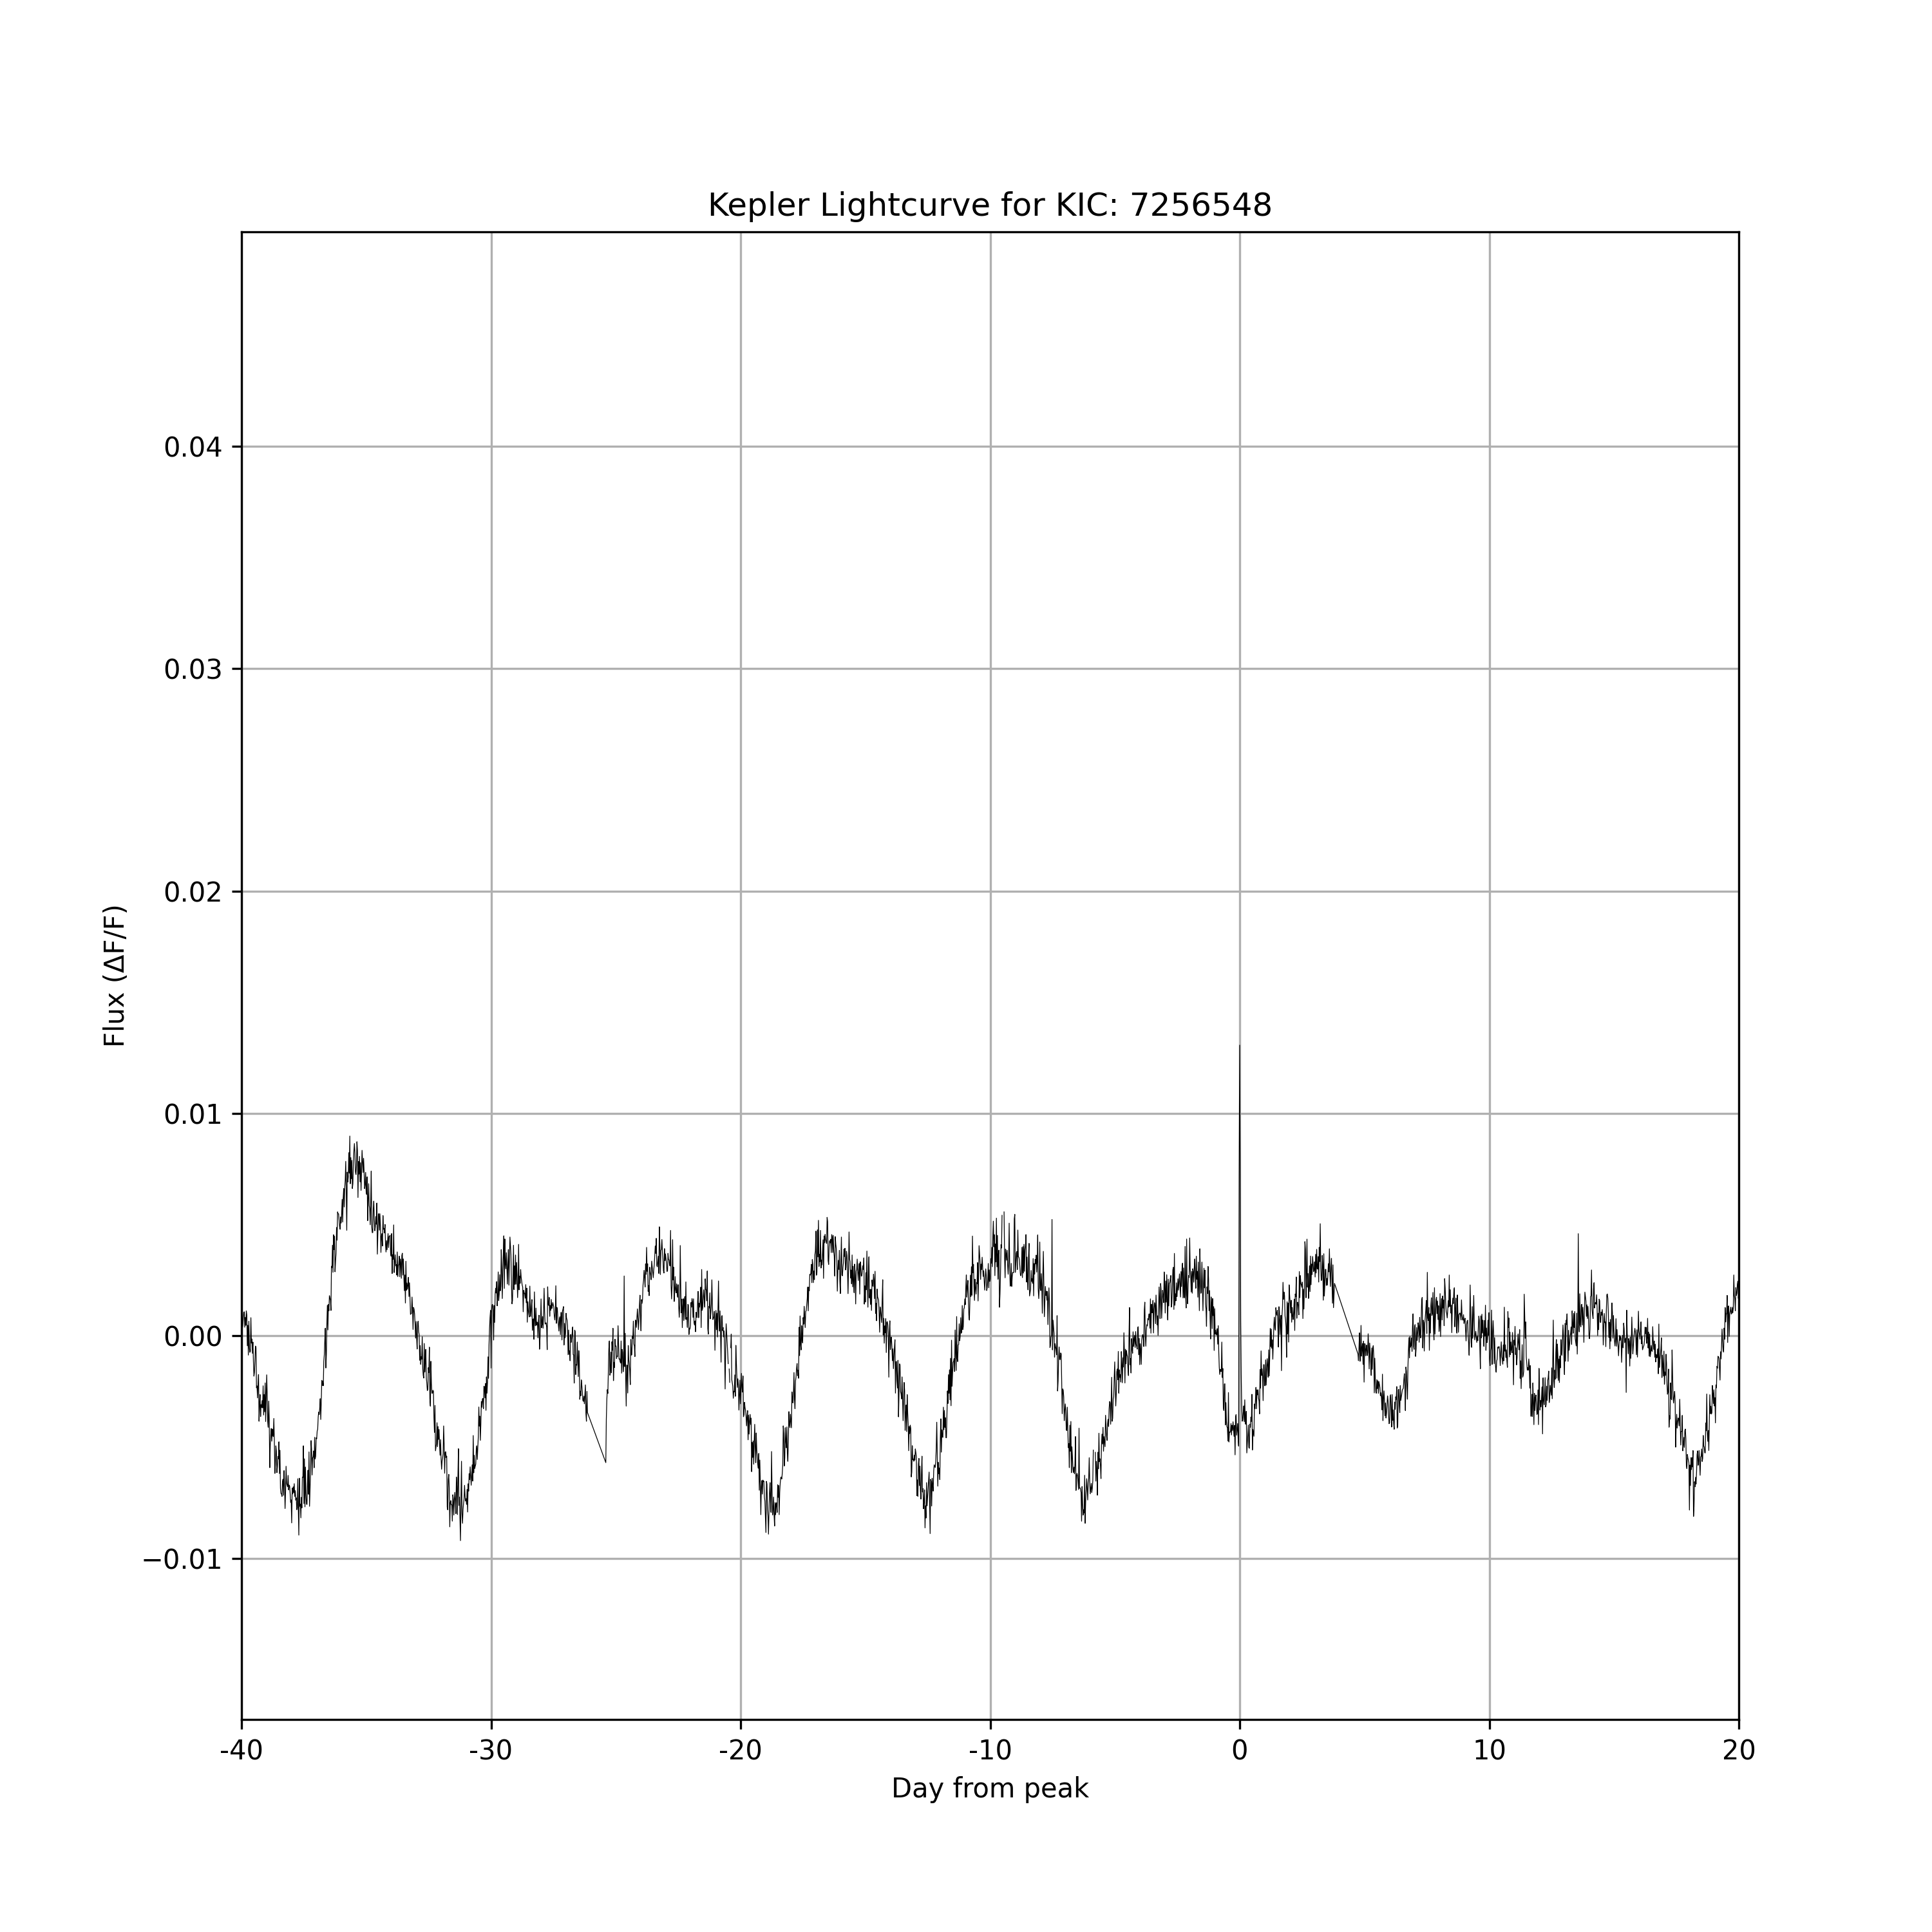 Kepler Lightcurve for KIC: 7256548
0.04
0.03
0.02
0.01
0.00
−0.01
Flux (ΔF/F)
-40 -30 -20 -10 0 10 20
Day from peak